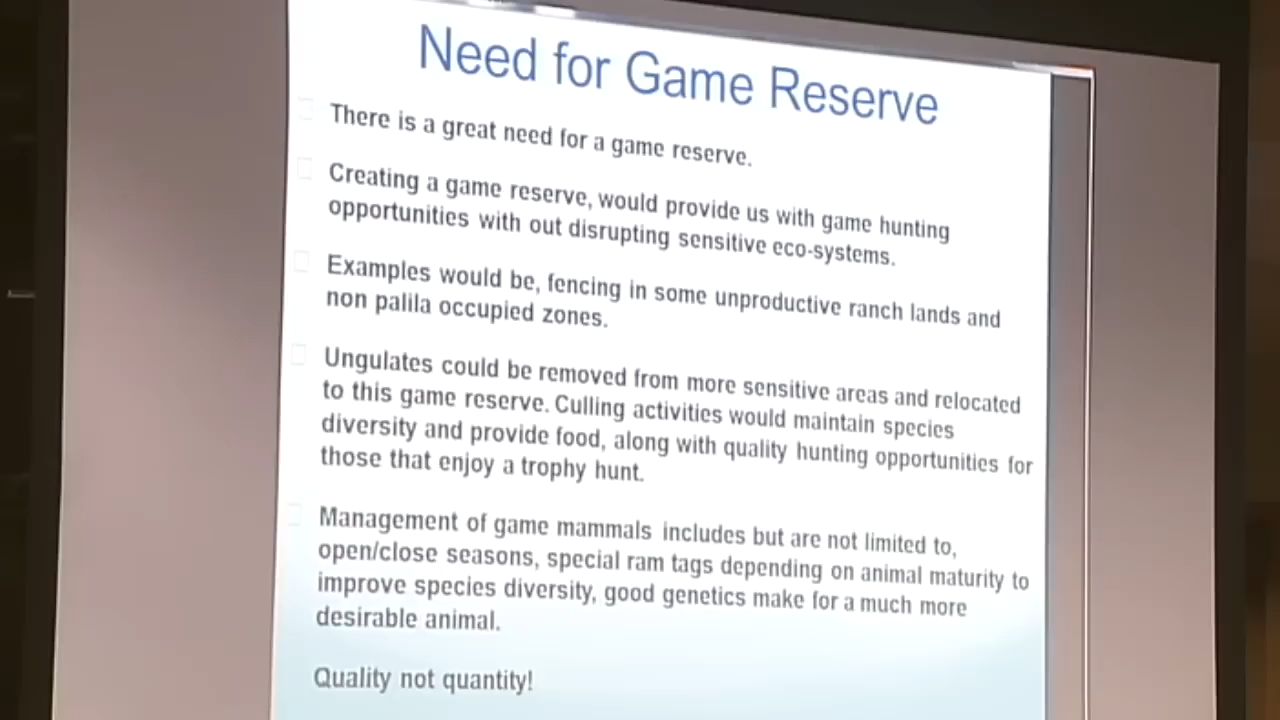 Need for Game Reserve
There is a great need for a game reserve.
Creating a game reserve, would provide us with game hunting
opportunities with out disrupting sensitive eco-systems.
Examples would be, fencing in some unproductive ranch lands and
non palila occupied zones.
Ungulates could be removed from more sensitive areas and relocated
to this game reserve. Culling activities would maintain species
diversity and provide food, along with quality hunting opportunities for
those that enjoy a trophy hunt.
Management of game mammals includes but are not limited to,
open/close seasons, special ram tags depending on animal maturity to
improve species diversity, good genetics make for a much more
desirable animal.
Quality not quantity!